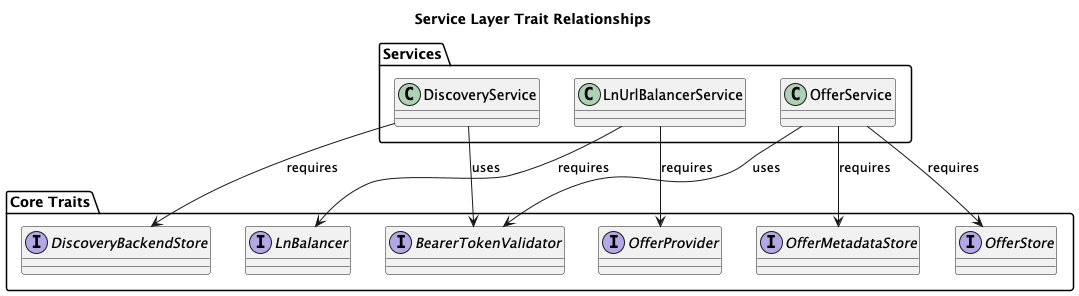 Service Layer Trait Relationships
Services
C DiscoveryService
C LnUrlBalancerService
C OfferService
requires
uses
requires
requires
uses
requires
requires
Core Traits
I DiscoveryBackendStore
I LnBalancer
I BearerTokenValidator
I OfferProvider
I OfferMetadataStore
I OfferStore